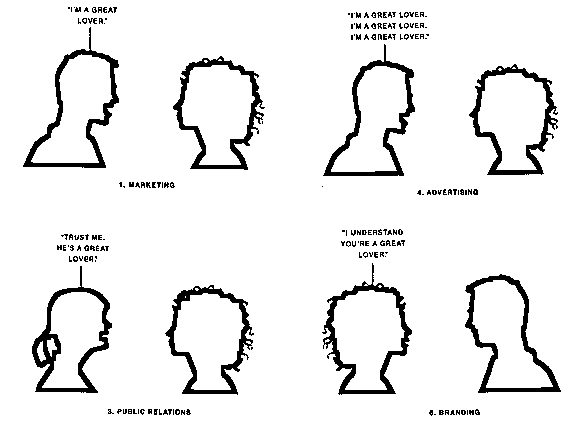 "I'M A GREAT
LOVER."
1. MARKETING
"I'M A GREAT LOVER.
I'M A GREAT LOVER.
I'M A GREAT LOVER."
4. ADVERTISING
"TRUST ME.
HE'S A GREAT
LOVER."
3. PUBLIC RELATIONS
"I UNDERSTAND
YOU'RE A GREAT
LOVER."
6. BRANDING